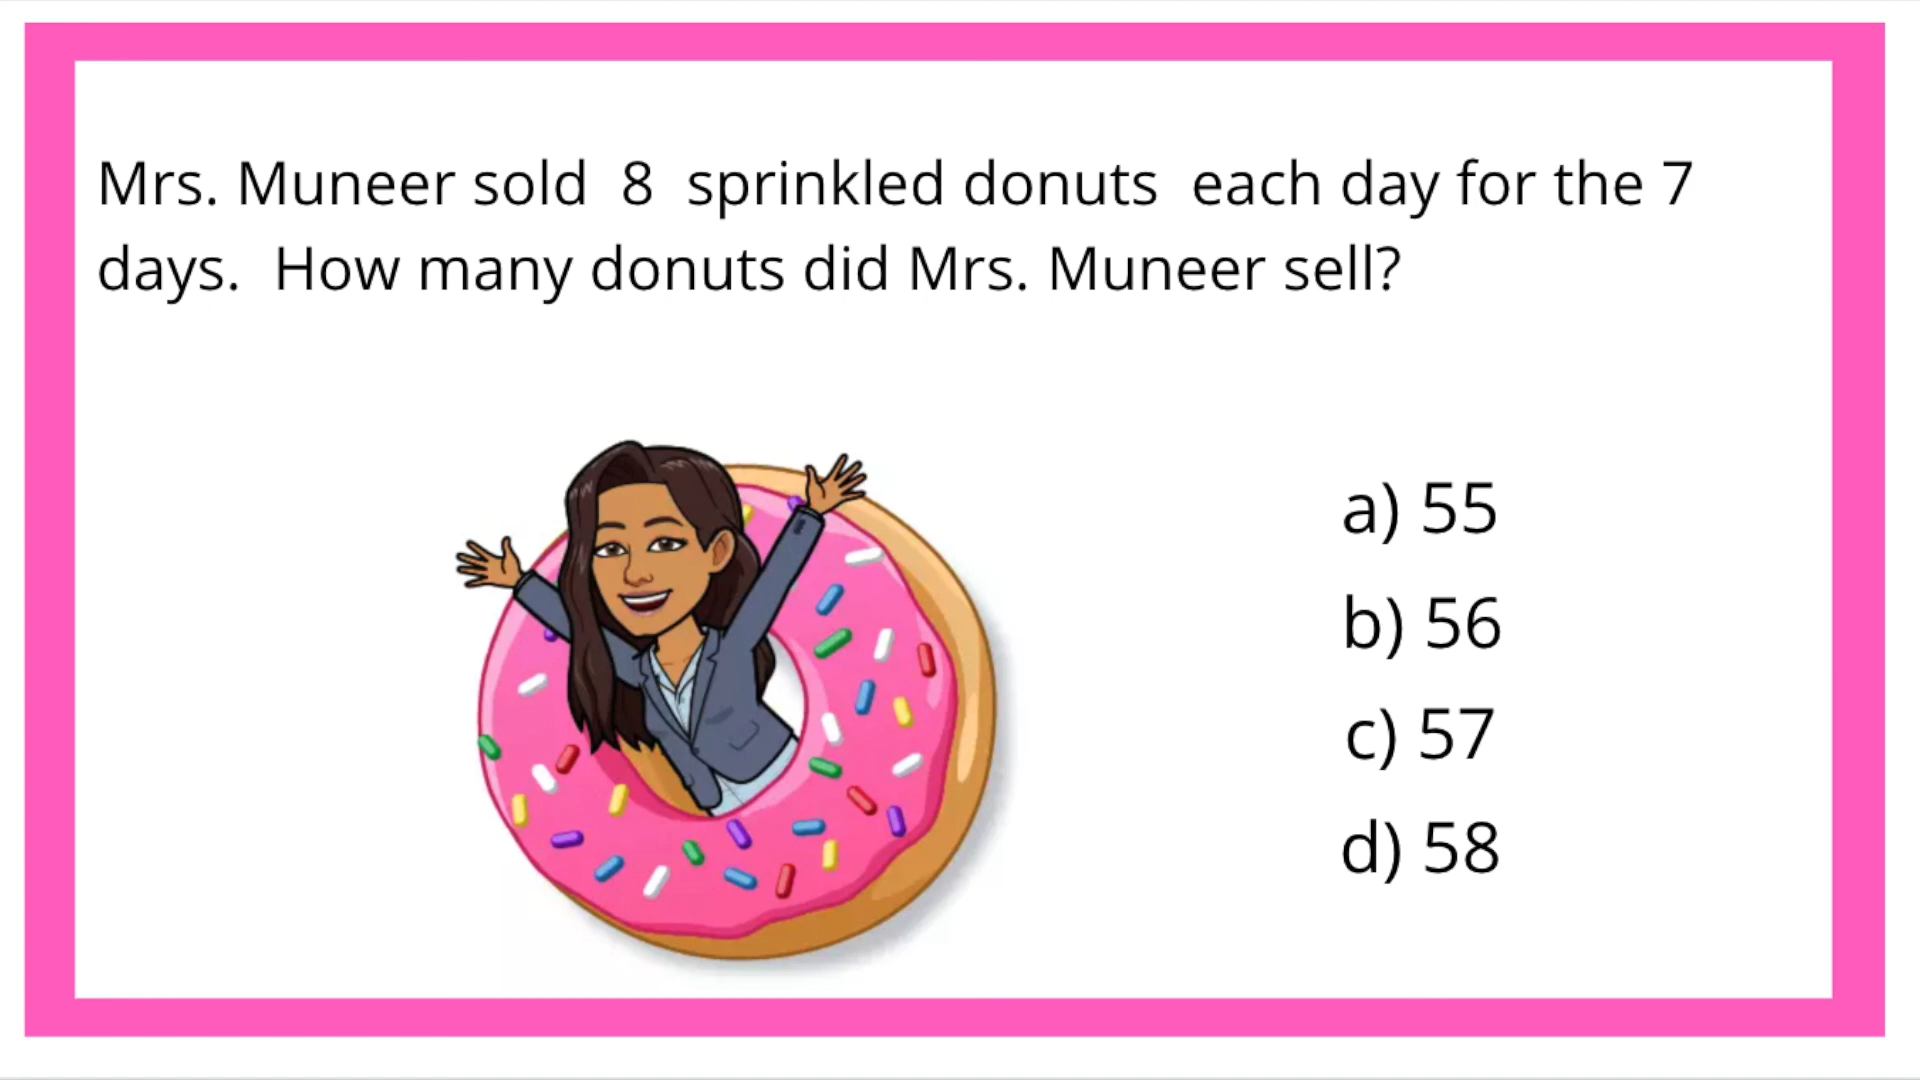 Mrs. Muneer sold 8 sprinkled donuts each day for the 7
days. How many donuts did Mrs. Muneer sell?
a) 55
b) 56
c) 57
d) 58